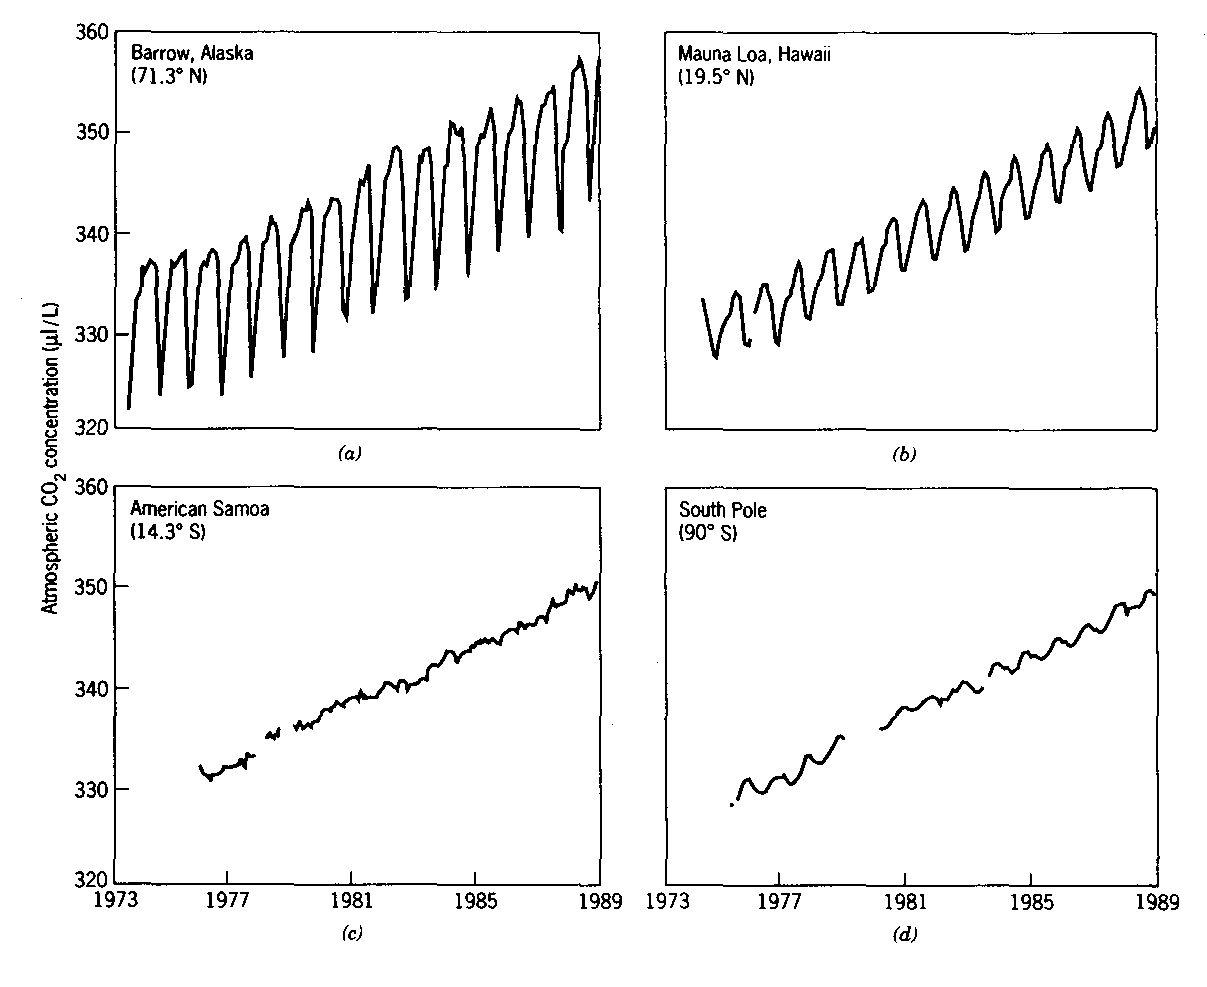 360
350
340
330
320
Barrow, Alaska
(71.3° N)
(a)
Mauna Loa, Hawaii
(19.5° N)
(b)
Atmospheric CO₂ concentration (μl/L)
360
350
340
330
320
American Samoa
(14.3° S)
1973 1977 1981 1985 1989
(c)
South Pole
(90° S)
1973 1977 1981 1985 1989
(d)